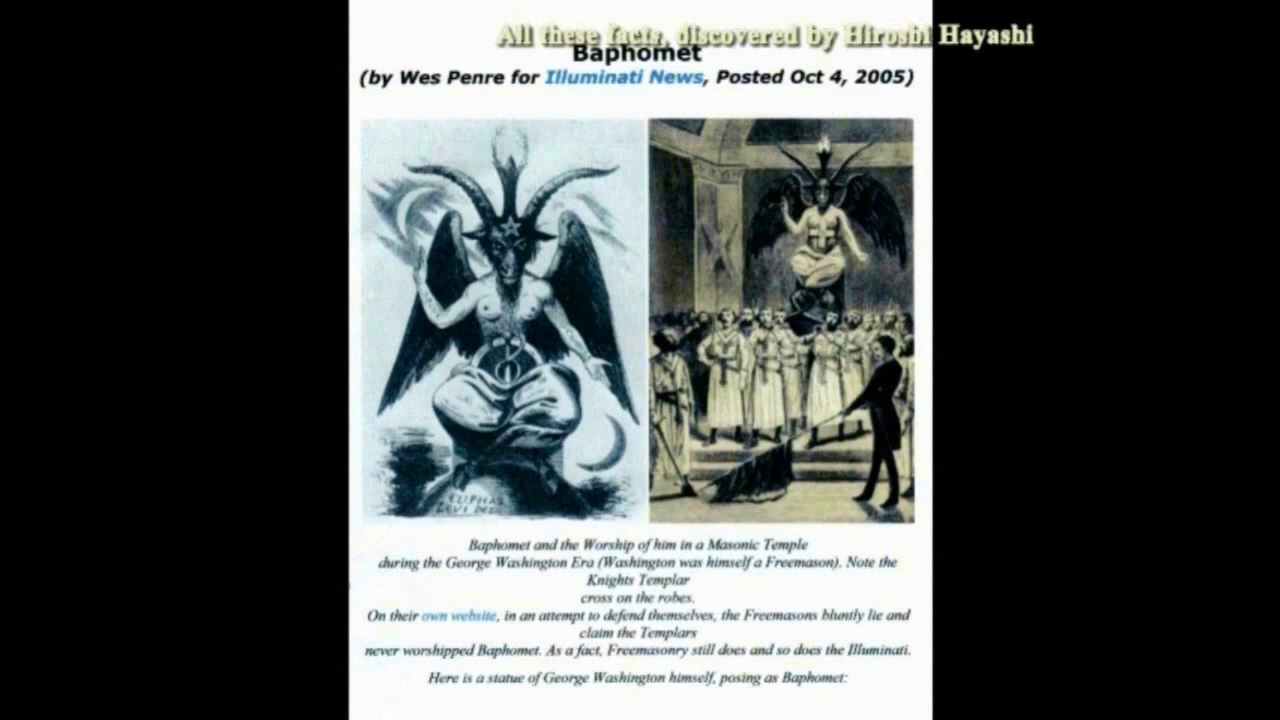 All these facts, discovered by Hiroshi Hayashi
Baphomet
(by Wes Penre for Illuminati News, Posted Oct 4, 2005)
ELIPHAS
LEVI DEL
Baphomet and the Worship of him in a Masonic Temple
during the George Washington Era (Washington was himself a Freemason). Note the
Knights Templar
cross on the robes.
On their own website, in an attempt to defend themselves, the Freemasons bluntly lie and
claim the Templars
never worshipped Baphomet. As a fact, Freemasonry still does and so does the Illuminati.
Here is a statue of George Washington himself, posing as Baphomet: